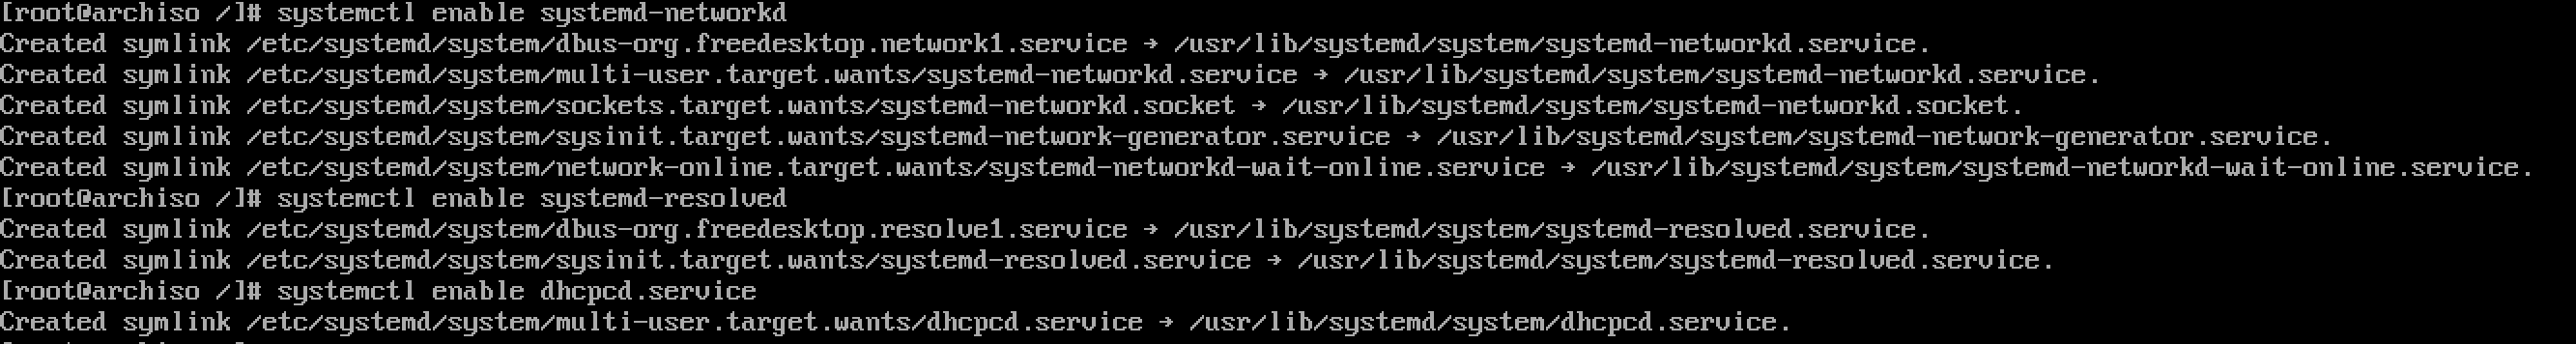 [root@archiso /]# systemctl enable systemd-networkd
Created symlink /etc/systemd/system/dbus-org.freedesktop.network1.service → /usr/lib/systemd/system/systemd-networkd.service.
Created symlink /etc/systemd/system/multi-user.target.wants/systemd-networkd.service → /usr/lib/systemd/system/systemd-networkd.service.
Created symlink /etc/systemd/system/sockets.target.wants/systemd-networkd.socket → /usr/lib/systemd/system/systemd-networkd.socket.
Created symlink /etc/systemd/system/sysinit.target.wants/systemd-network-generator.service → /usr/lib/systemd/system/systemd-network-generator.service.
Created symlink /etc/systemd/system/network-online.target.wants/systemd-networkd-wait-online.service → /usr/lib/systemd/system/systemd-networkd-wait-online.service.
[root@archiso /]# systemctl enable systemd-resolved
Created symlink /etc/systemd/system/dbus-org.freedesktop.resolve1.service → /usr/lib/systemd/system/systemd-resolved.service.
Created symlink /etc/systemd/system/sysinit.target.wants/systemd-resolved.service → /usr/lib/systemd/system/systemd-resolved.service.
[root@archiso /]# systemctl enable dhcpcd.service
Created symlink /etc/systemd/system/multi-user.target.wants/dhcpcd.service → /usr/lib/systemd/system/dhcpcd.service.